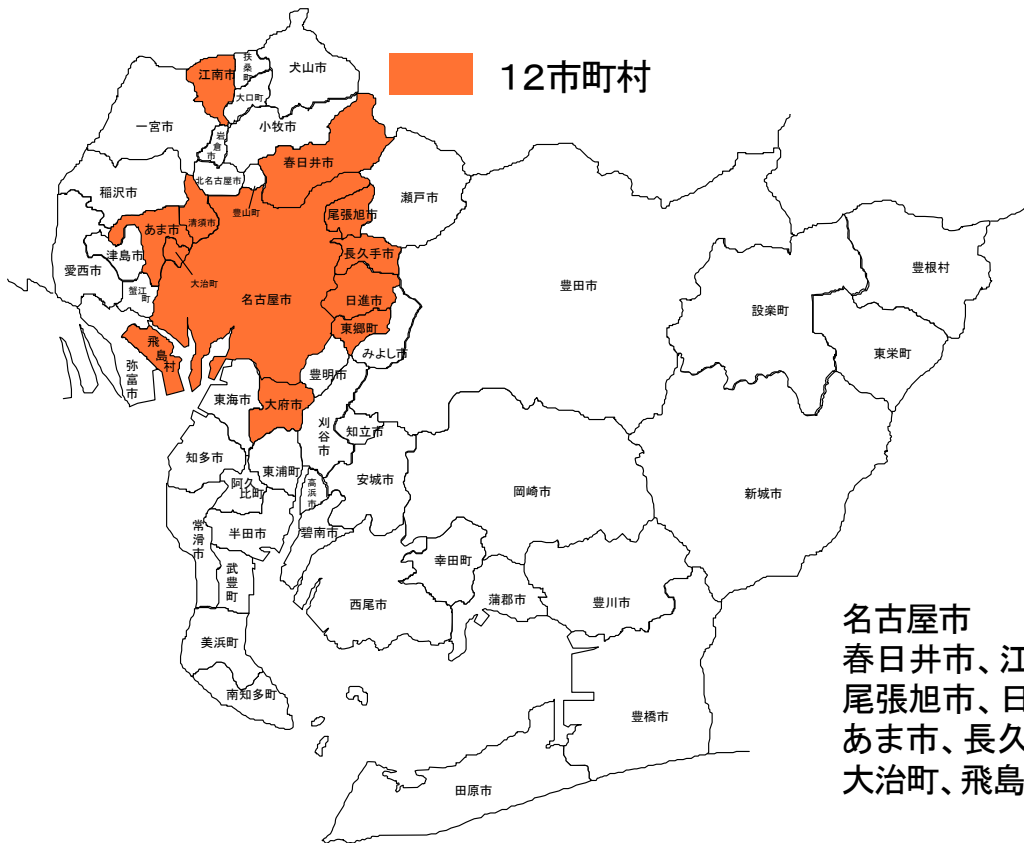 12市町村
犬山市
扶桑町
江南市
大口町
一宮市
小牧市
岩倉市
春日井市
北名古屋市
稲沢市
瀬戸市
豊山町
清須市
尾張旭市
あま市
津島市
長久手市
愛西市
大治町
豊田市
豊根村
蟹江町
名古屋市
日進市
設楽町
東郷町
飛島村
みよし市
東栄町
弥富市
豊明市
東海市
大府市
刈谷市
知立市
知多市
東浦町
安城市
阿久比町
高浜市
岡崎市
新城市
常滑市
半田市
碧南市
幸田町
武豊町
西尾市
蒲郡市
豊川市
美浜町
南知多町
豊橋市
田原市
名古屋市
春日井市、江
尾張旭市、日
あま市、長久
大治町、飛島